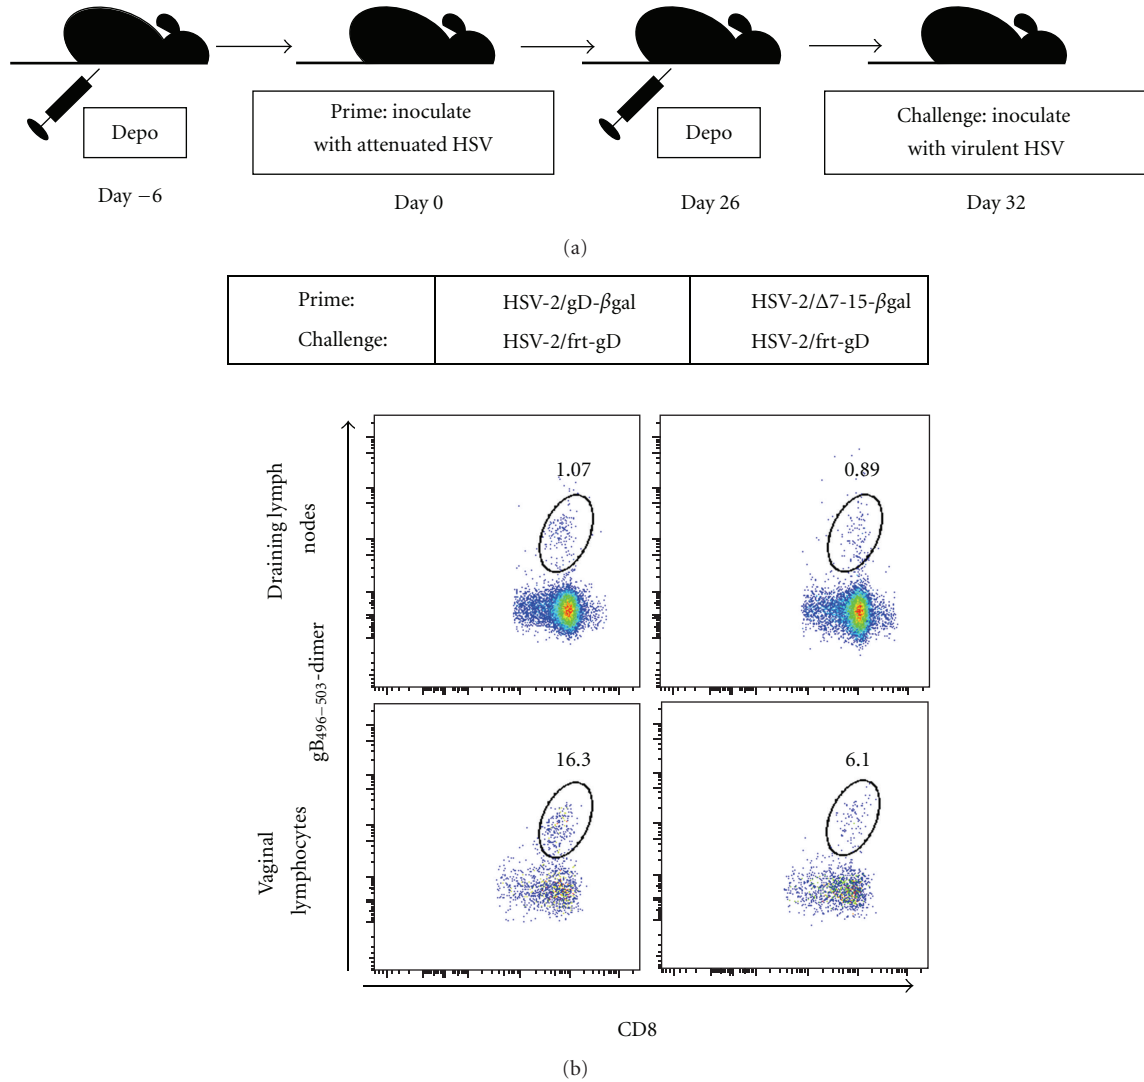 Depo
Prime: inoculate
with attenuated HSV
Depo
Challenge: inoculate
with virulent HSV
Day −6
Day 0
Day 26
Day 32
(a)
Prime:
HSV-2/gD-βgal
HSV-2/Δ7-15-βgal
Challenge:
HSV-2/frt-gD
HSV-2/frt-gD
Draining lymph
nodes
1.07
0.89
gB496−503-dimer
Vaginal
lymphocytes
16.3
6.1
CD8
(b)